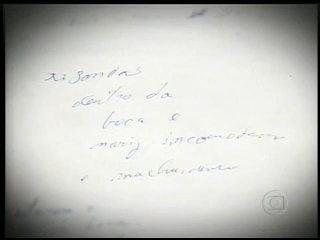 as sondas
dentro da
boca e
nariz incomodam
e machucam